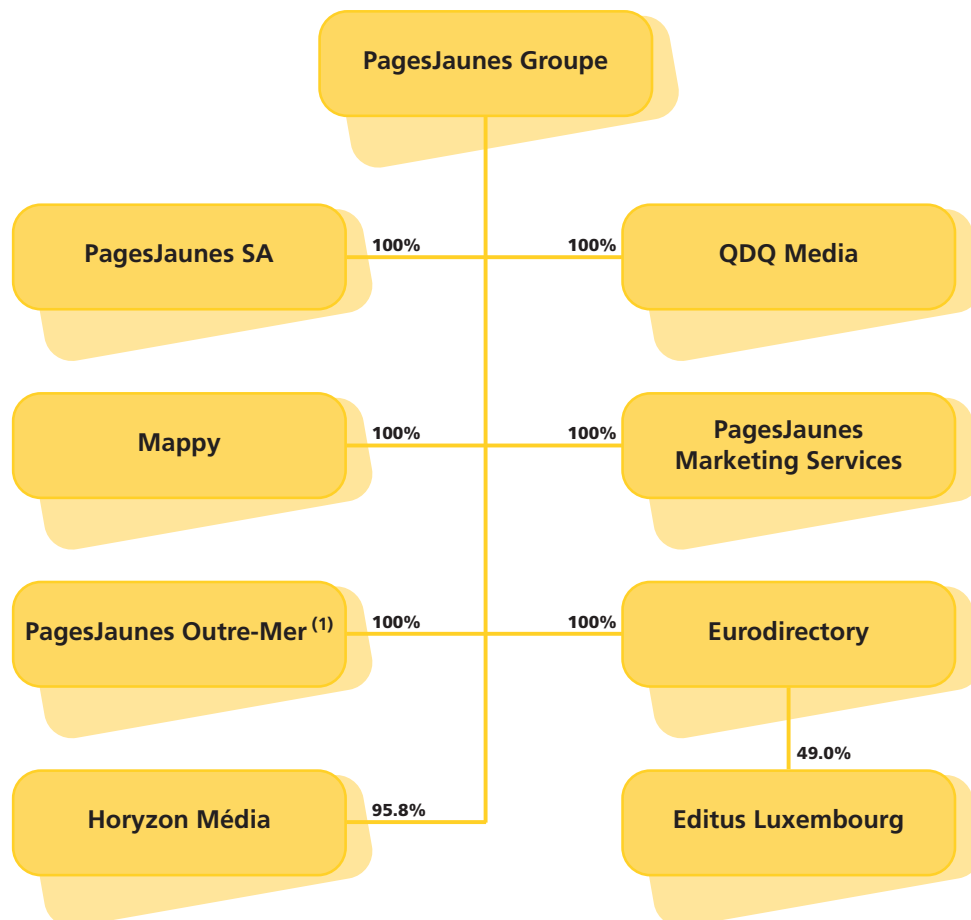 PagesJaunes Groupe
PagesJaunes SA
100%
100%
QDQ Media
Mappy
100%
100%
PagesJaunes
Marketing Services
PagesJaunes Outre-Mer (1)
100%
100%
Eurodirectory
49.0%
Horyzon Média
95.8%
Editus Luxembourg